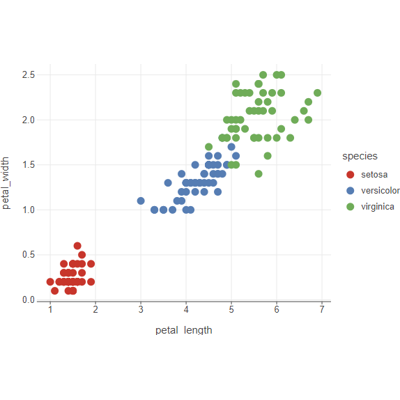 2.5
2.0
1.5
1.0
0.5
0.0
petal_width
1 2 3 4 5 6 7
petal_length
species
setosa
versicolor
virginica